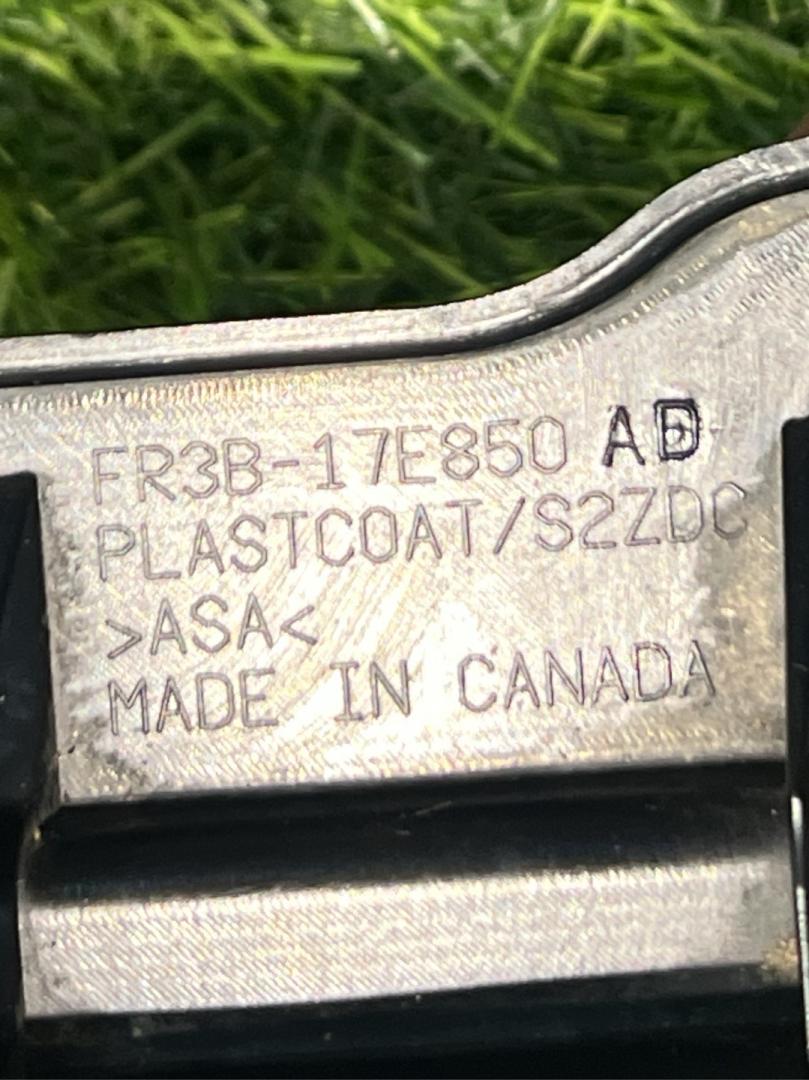 FR3B-17E850 AD
PLASTCOAT/S2ZDC
>ASA<
MADE IN CANADA